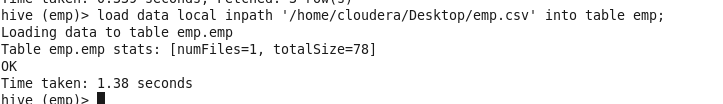 hive (emp)> load data local inpath '/home/cloudera/Desktop/emp.csv' into table emp;
Loading data to table emp.emp
Table emp.emp stats: [numFiles=1, totalSize=78]
OK
Time taken: 1.38 seconds
hive (emp)>